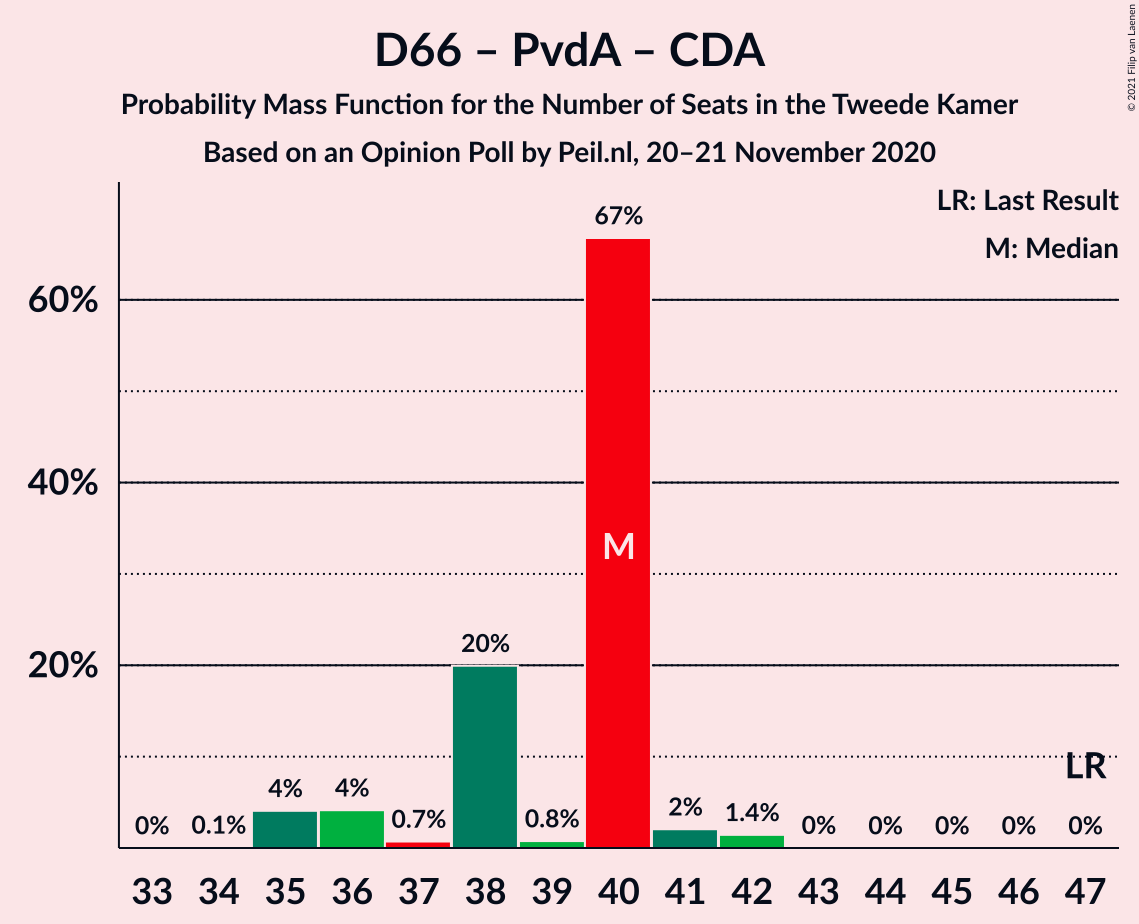 D66 – PvdA – CDA
Probability Mass Function for the Number of Seats in the Tweede Kamer
Based on an Opinion Poll by Peil.nl, 20–21 November 2020
© 2021 Filip van Laenen
LR: Last Result
M: Median
60%
40%
20%
0% 0.1% 4% 4% 0.7% 20% 0.8% 67% 2% 1.4% 0% 0% 0% 0% 0%
M
LR
33 34 35 36 37 38 39 40 41 42 43 44 45 46 47